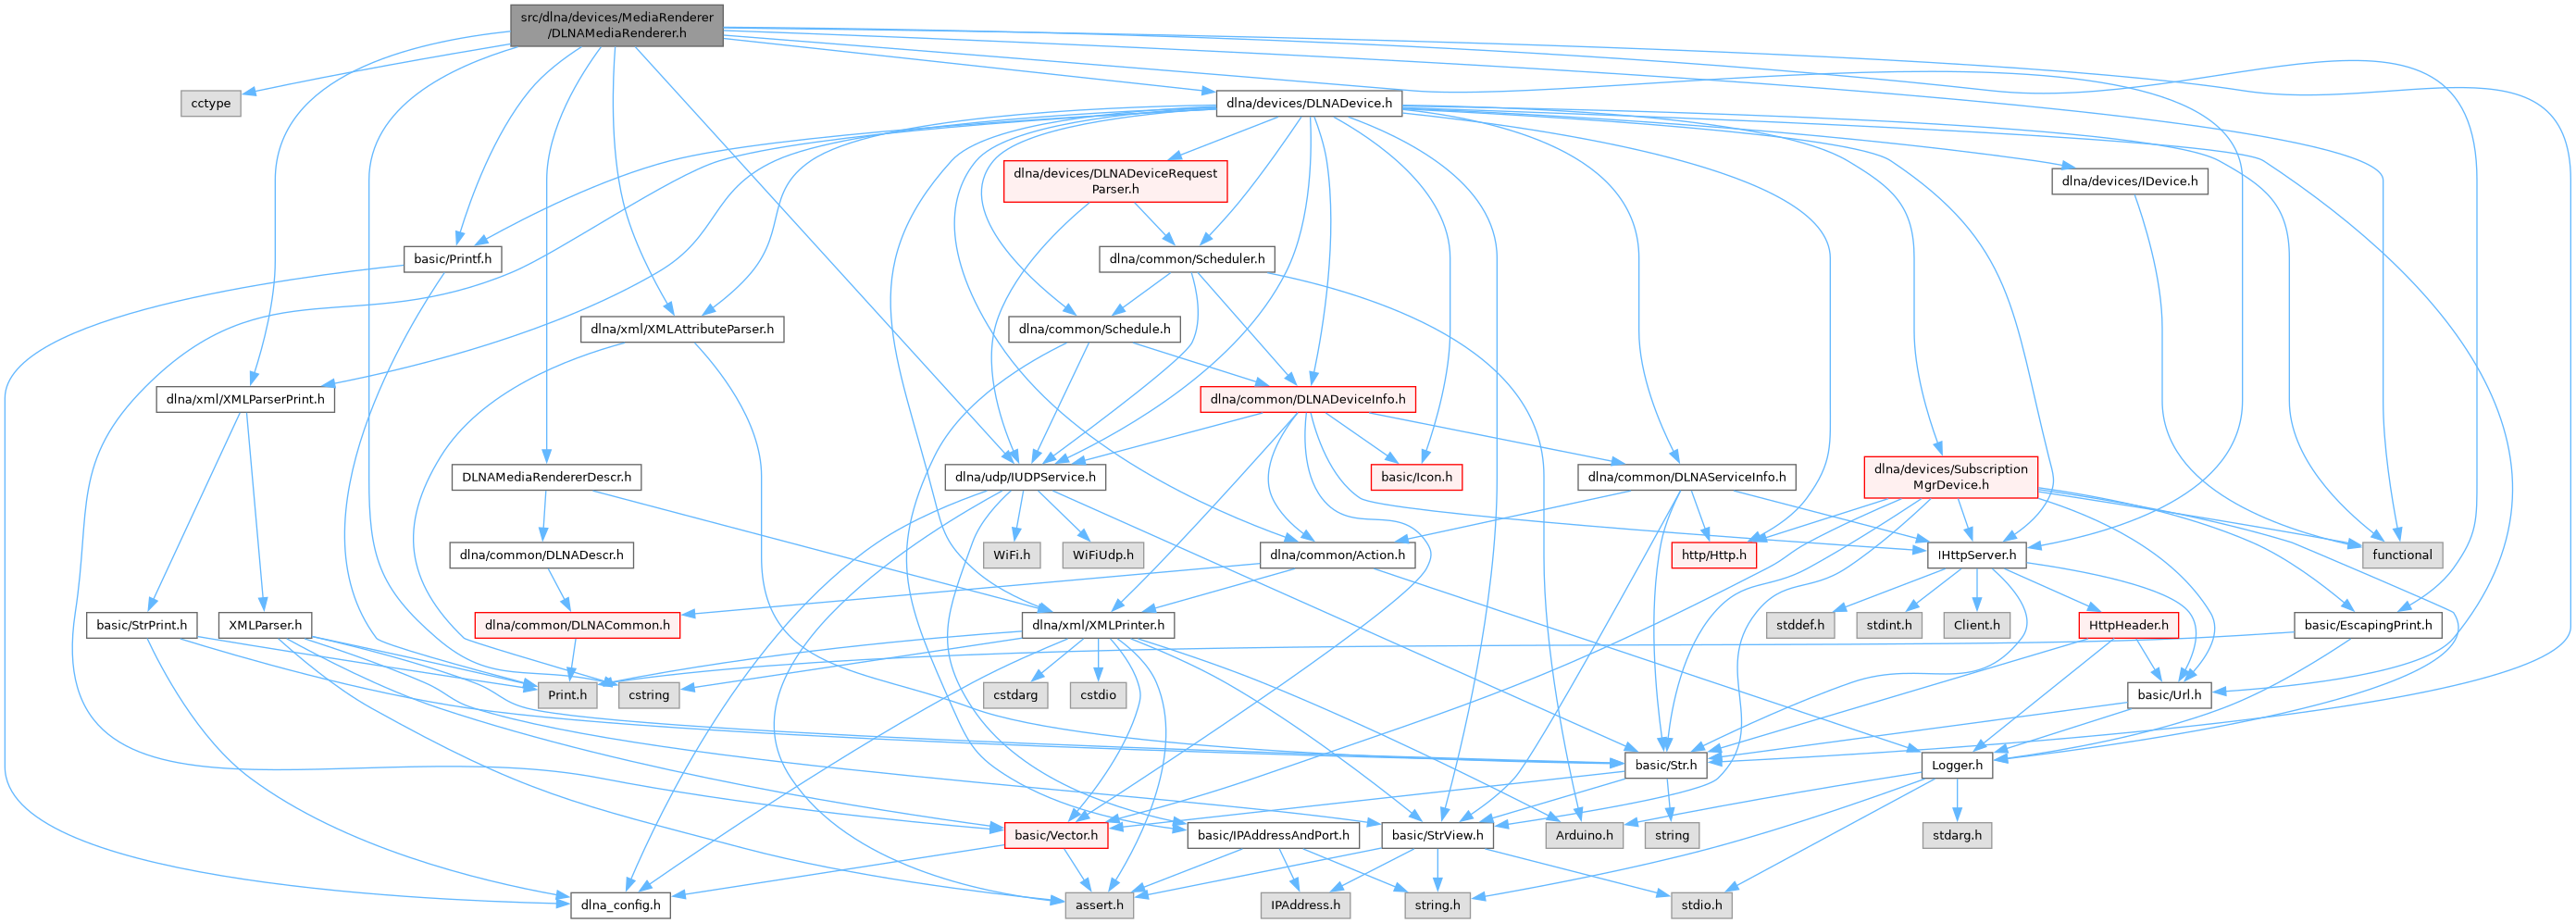 src/dlna/devices/MediaRenderer
/DLNAMediaRenderer.h
cctype
dlna/devices/DLNADevice.h
dlna/devices/DLNADeviceRequest
Parser.h
dlna/devices/IDevice.h
basic/Printf.h
dlna/common/Scheduler.h
dlna/xml/XMLAttributeParser.h
dlna/common/Schedule.h
dlna/xml/XMLParserPrint.h
dlna/common/DLNADeviceInfo.h
DLNAMediaRendererDescr.h
dlna/udp/IUDPService.h
basic/Icon.h
dlna/common/DLNAServiceInfo.h
dlna/devices/Subscription
MgrDevice.h
dlna/common/DLNADescr.h
WiFi.h
WiFiUdp.h
dlna/common/Action.h
http/Http.h
IHttpServer.h
functional
basic/StrPrint.h
XMLParser.h
dlna/common/DLNACommon.h
dlna/xml/XMLPrinter.h
stddef.h
stdint.h
Client.h
HttpHeader.h
basic/EscapingPrint.h
Print.h
cstring
cstdarg
cstdio
basic/Url.h
basic/Str.h
Logger.h
basic/Vector.h
basic/IPAddressAndPort.h
basic/StrView.h
Arduino.h
string
stdarg.h
dlna_config.h
assert.h
IPAddress.h
string.h
stdio.h